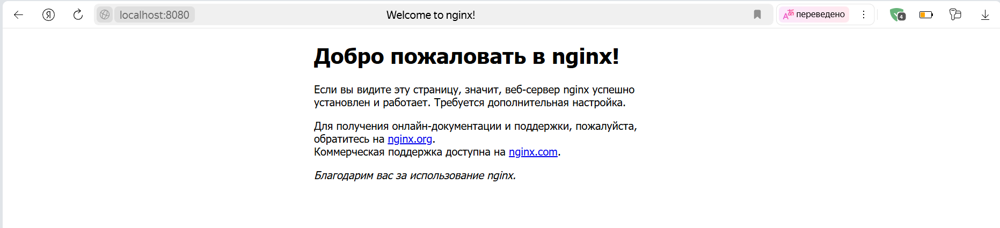 localhost:8080
Welcome to nginx!
переведено
4
Добро пожаловать в nginx!
Если вы видите эту страницу, значит, веб-сервер nginx успешно
установлен и работает. Требуется дополнительная настройка.
Для получения онлайн-документации и поддержки, пожалуйста,
обратитесь на nginx.org.
Коммерческая поддержка доступна на nginx.com.
Благодарим вас за использование nginx.